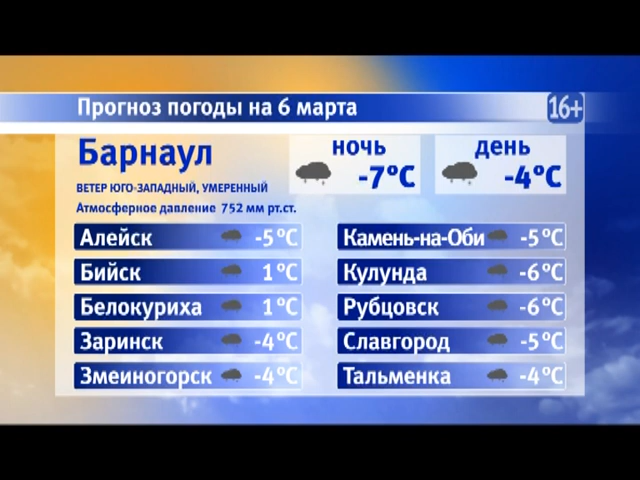 Прогноз погоды на 6 марта 16+
Барнаул
ночь -7°C
день -4°C
ВЕТЕР ЮГО-ЗАПАДНЫЙ, УМЕРЕННЫЙ
Атмосферное давление 752 мм рт.ст.
Алейск -5°C
Бийск 1°C
Белокуриха 1°C
Заринск -4°C
Змеиногорск -4°C
Камень-на-Оби -5°C
Кулунда -6°C
Рубцовск -6°C
Славгород -5°C
Тальменка -4°C